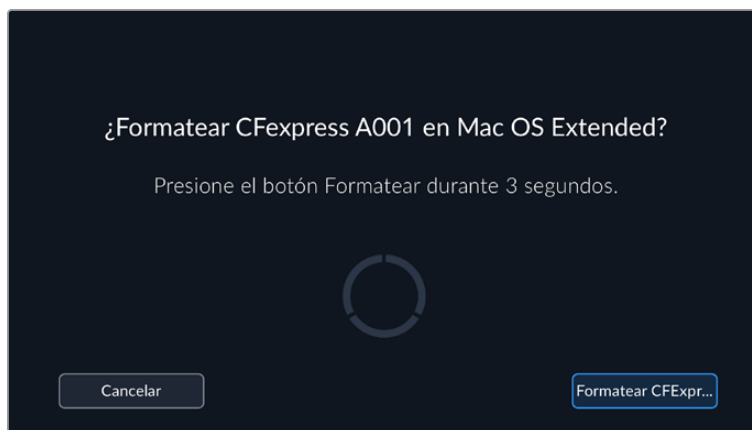 ¿Formatear CFexpress A001 en Mac OS Extended?
Presione el botón Formatear durante 3 segundos.
Cancelar
Formatear CFExpr...